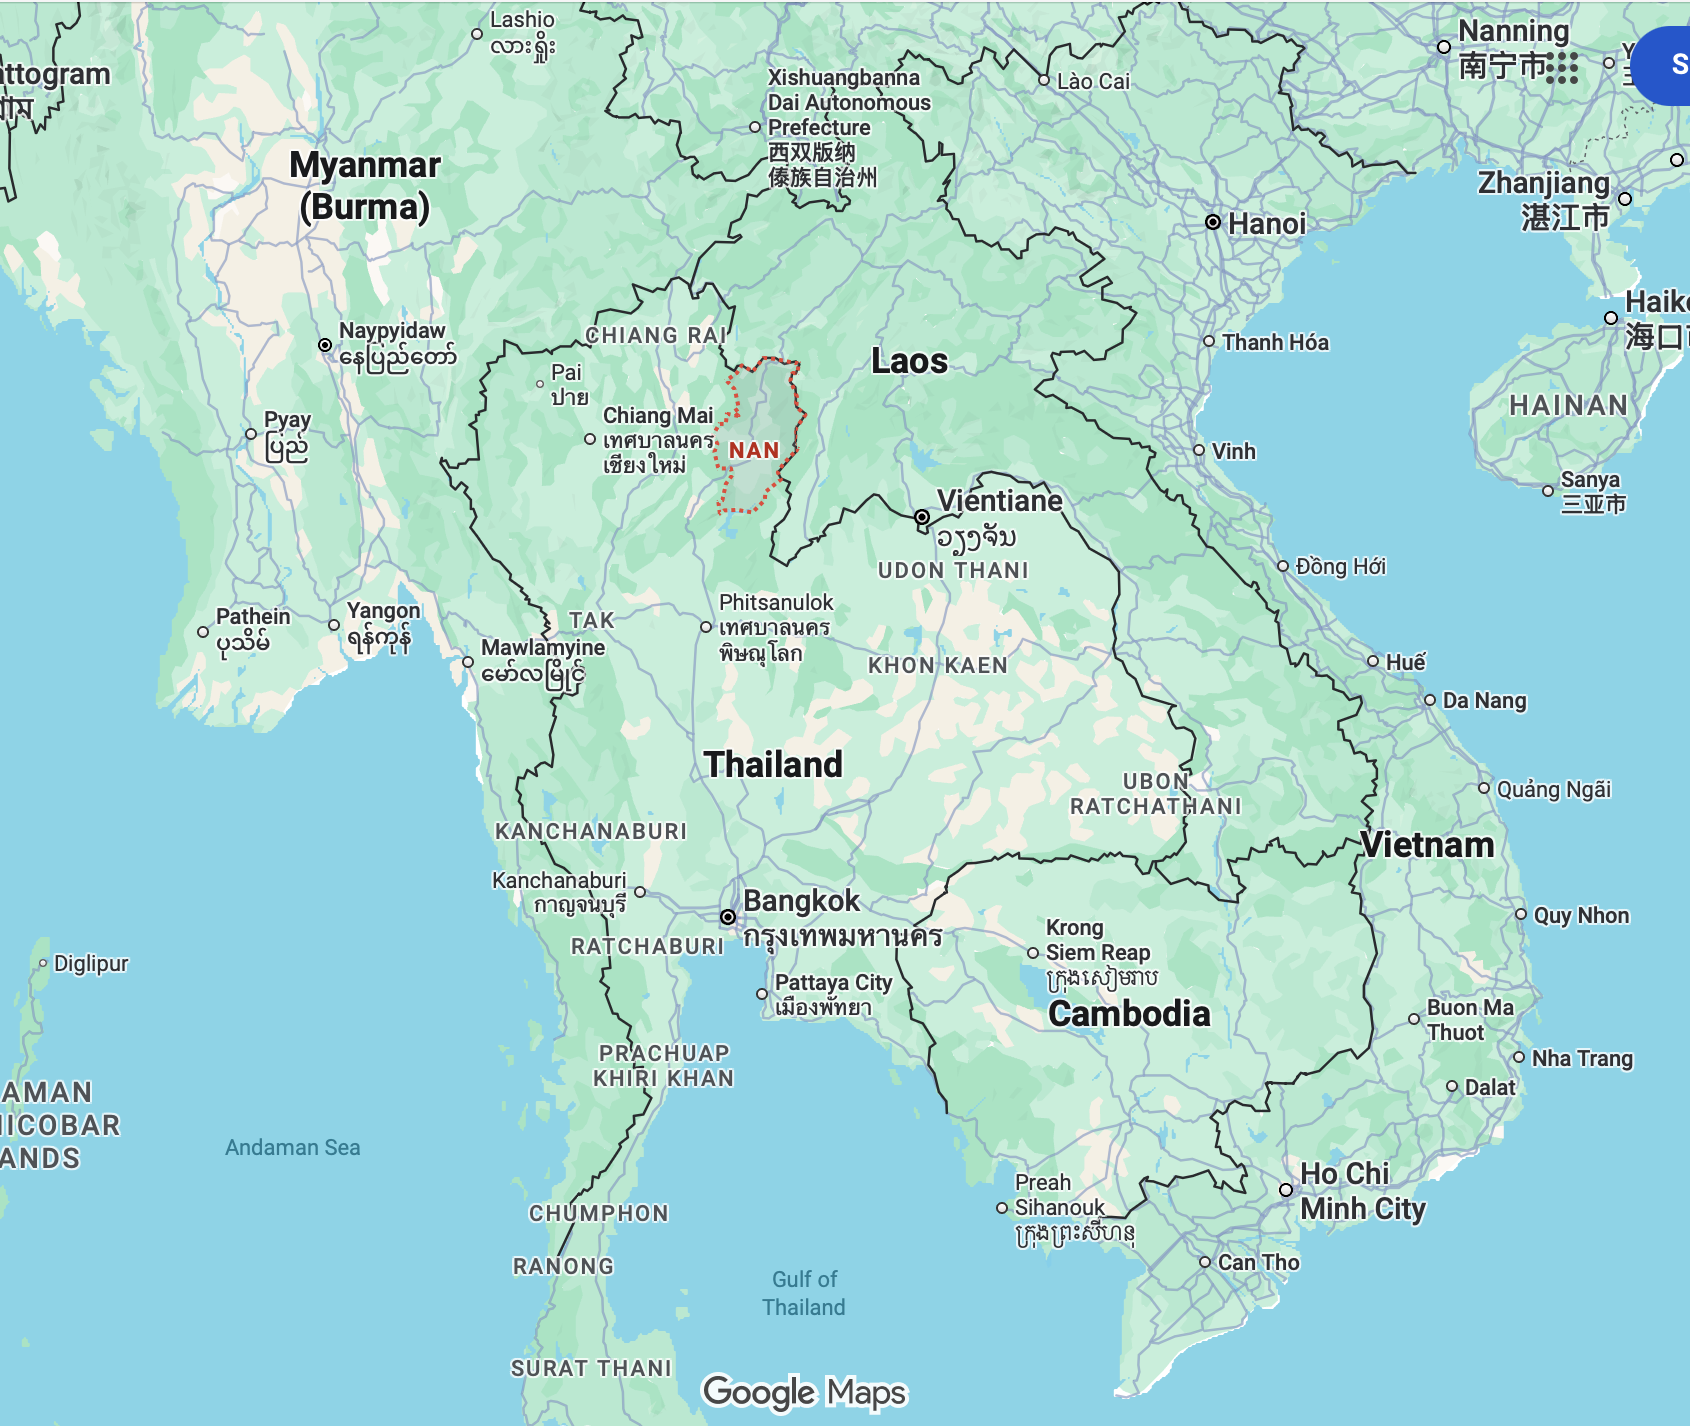 Lashio
လားရှိုး
ttogram
Xishuangbanna
Dai Autonomous
Prefecture
西双版纳
傣族自治州
Lào Cai
Nanning
南宁市
S
Myanmar
(Burma)
Zhanjiang
湛江市
Hanoi
Haiko
海口市
Naypyidaw
နေပြည်တော်
CHIANG RAI
Laos
Thanh Hóa
Pai
ปาย
Chiang Mai
เทศบาลนคร
เชียงใหม่
NAN
Pyay
ပြည်
HAINAN
Vinh
Sanya
三亚市
Vientiane
ວຽງຈັນ
UDON THANI
Đồng Hới
Pathein
ပုသိမ်
Yangon
ရန်ကုန်
TAK
Phitsanulok
เทศบาลนคร
พิษณุโลก
Mawlamyine
မော်လမြိုင်
KHON KAEN
Huế
Da Nang
Thailand
UBON
RATCHATHANI
Quảng Ngãi
KANCHANABURI
Vietnam
Kanchanaburi
กาญจนบุรี
Bangkok
กรุงเทพมหานคร
Quy Nhon
RATCHABURI
Krong
Siem Reap
ក្រុងសៀមរាប
Diglipur
Pattaya City
เมืองพัทยา
Cambodia
Buon Ma
Thuot
PRACHUAP
KHIRI KHAN
Nha Trang
Dalat
AMAN
NICOBAR
ANDS
Andaman Sea
Ho Chi
Minh City
Preah
Sihanouk
ក្រុងព្រះសីហនុ
CHUMPHON
RANONG
Can Tho
Gulf of
Thailand
SURAT THANI
Google Maps